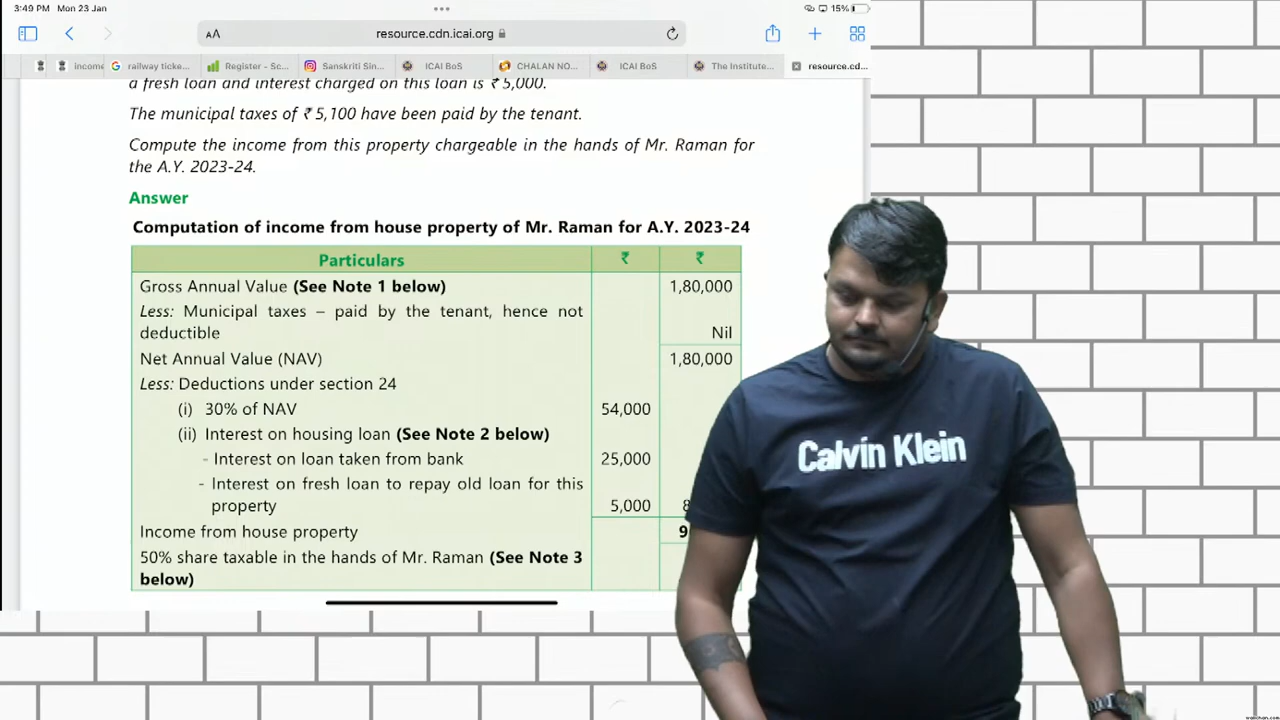 3:49 PM Mon 23 Jan
15%
AA
resource.cdn.icai.org
income
railway ticke...
Register - Sc...
Sanskriti Sin...
ICAI BoS
CHALAN NO...
ICAI BoS
The Institute...
resource.cd...
a fresh loan and interest charged on this loan is ₹ 5,000.
The municipal taxes of ₹ 5,100 have been paid by the tenant.
Compute the income from this property chargeable in the hands of Mr. Raman for
the A.Y. 2023-24.
Answer
Computation of income from house property of Mr. Raman for A.Y. 2023-24
Particulars ₹ ₹
Gross Annual Value (See Note 1 below) 1,80,000
Less: Municipal taxes – paid by the tenant, hence not
deductible Nil
Net Annual Value (NAV) 1,80,000
Less: Deductions under section 24
(i) 30% of NAV 54,000
(ii) Interest on housing loan (See Note 2 below)
- Interest on loan taken from bank 25,000
- Interest on fresh loan to repay old loan for this
property 5,000 8
Income from house property 9
50% share taxable in the hands of Mr. Raman (See Note 3
below)
Calvin Klein